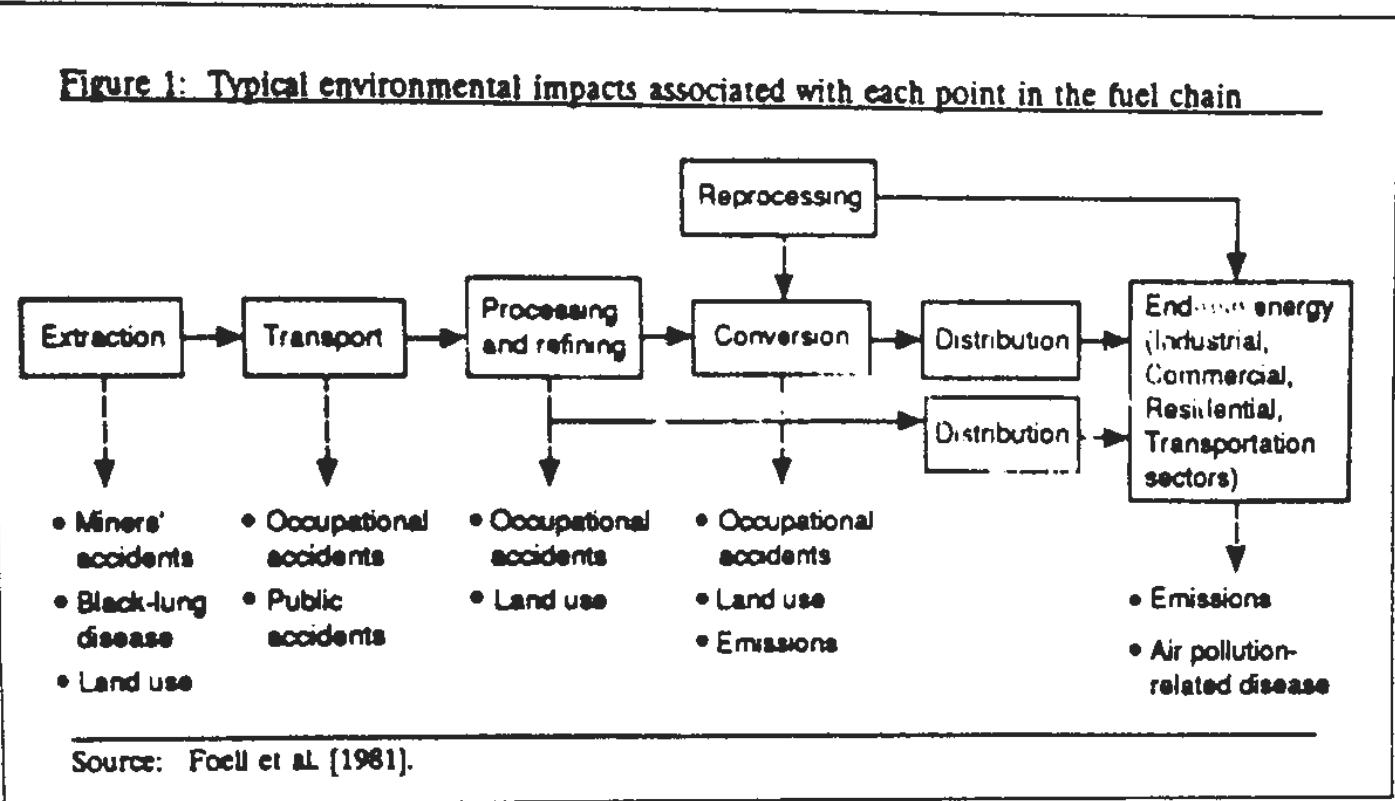 Figure 1: Typical environmental impacts associated with each point in the fuel chain
Reprocessing
Extraction
Transport
Processing
and refining
Conversion
Distribution
Distribution
End energy
(Industrial,
Commercial,
Residential,
Transportation
sectors)
• Miners'
accidents
• Black-lung
disease
• Land use
• Occupational
accidents
• Public
accidents
• Occupational
accidents
• Land use
• Occupational
accidents
• Land use
• Emissions
• Emissions
• Air pollution-
related disease
Source: Foell et al. [1981].